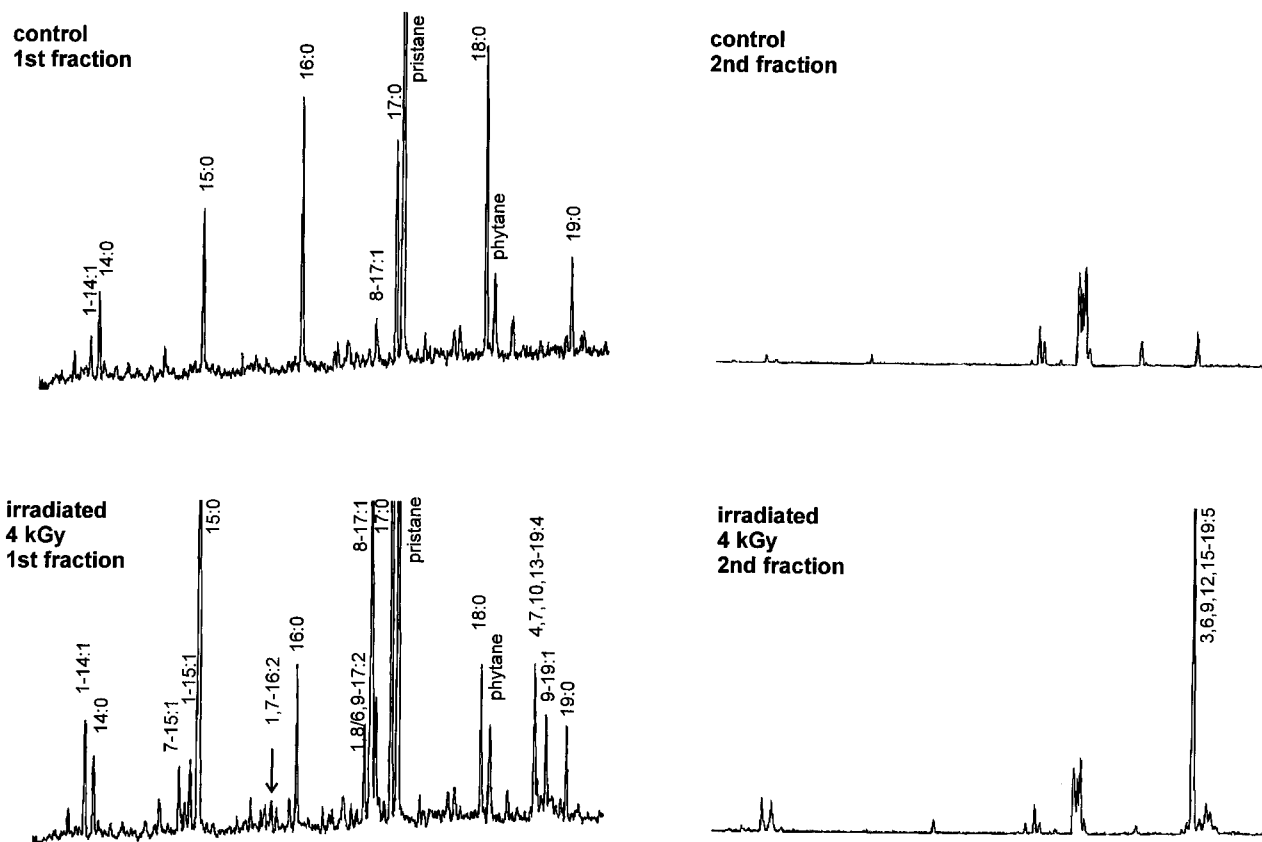 control
1st fraction
1-14:1
14:0
15:0
16:0
8-17:1
17:0
pristane
18:0
phytane
19:0
control
2nd fraction
irradiated
4 kGy
1st fraction
1-14:1
14:0
7-15:1
1-15:1
15:0
1,7-16:2
16:0
1,8/6,9-17:2
8-17:1
17:0
pristane
18:0
phytane
4,7,10,13-19:4
9-19:1
19:0
irradiated
4 kGy
2nd fraction
3,6,9,12,15-19:5